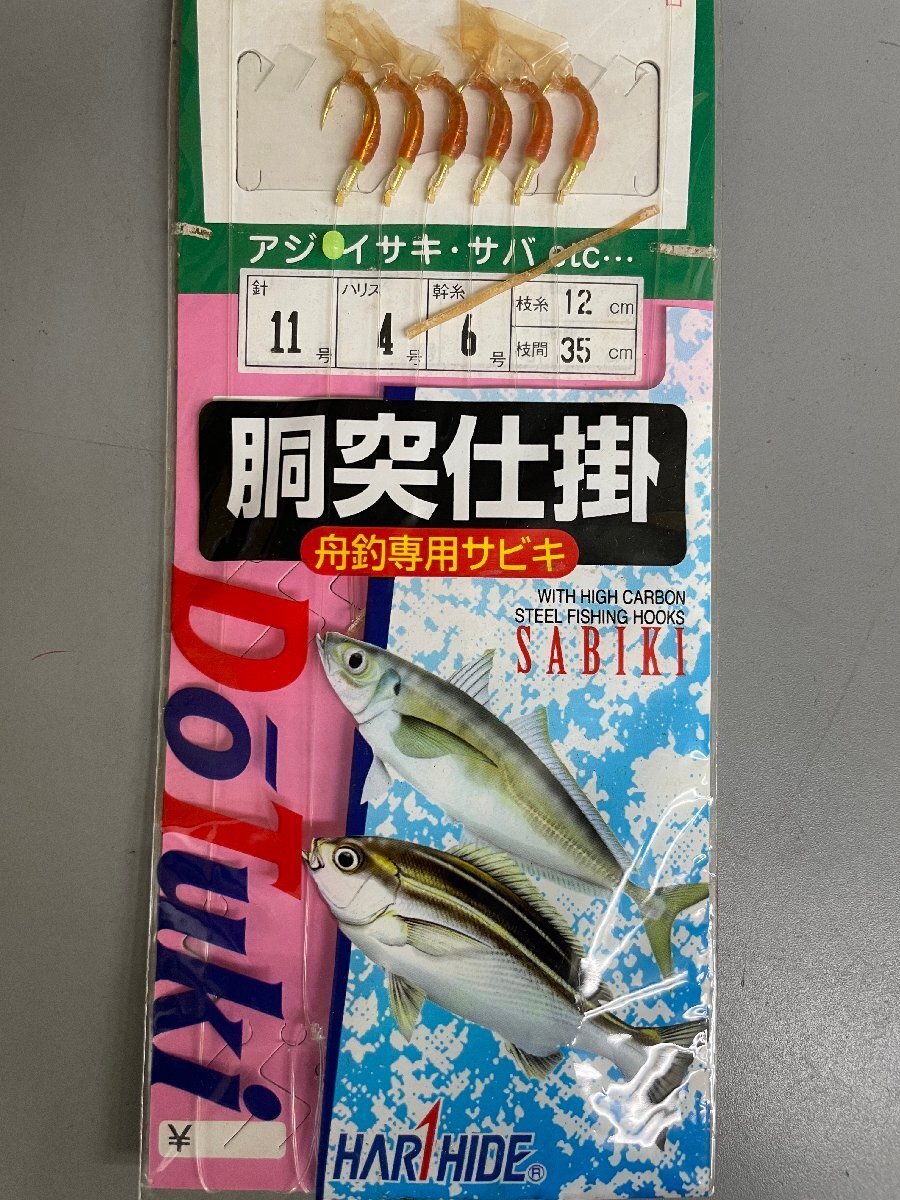 アジ・イサキ・サバ etc…
針 11 号
ハリス 4 号
幹糸 6 号
枝糸 12 cm
枝間 35 cm
胴突仕掛
舟釣専用サビキ
WITH HIGH CARBON
STEEL FISHING HOOKS
SABIKI
DōTuki
¥
HAR1HIDE®